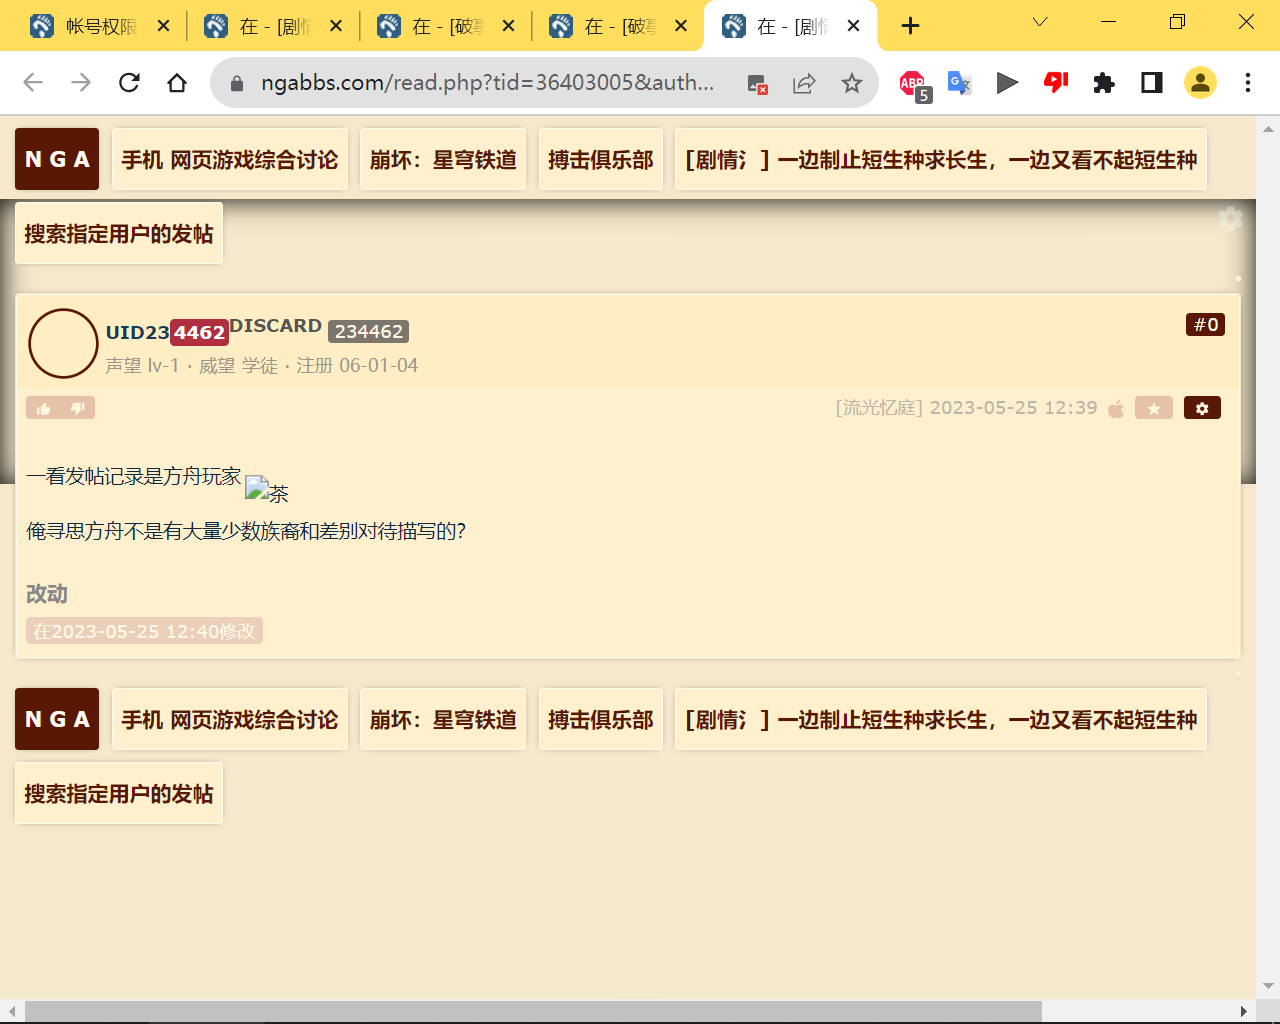 帐号权限
在 - [剧情
在 - [破事
在 - [破事
在 - [剧情
ngabbs.com/read.php?tid=36403005&auth...
ABP
5
N G A
手机 网页游戏综合讨论
崩坏：星穹铁道
搏击俱乐部
[剧情氵] 一边制止短生种求长生，一边又看不起短生种
搜索指定用户的发帖
UID234462DISCARD 234462
#0
声望 lv-1 · 威望 学徒 · 注册 06-01-04
[流光忆庭] 2023-05-25 12:39
一看发帖记录是方舟玩家 茶
俺寻思方舟不是有大量少数族裔和差别对待描写的?
改动
在2023-05-25 12:40修改
N G A
手机 网页游戏综合讨论
崩坏：星穹铁道
搏击俱乐部
[剧情氵] 一边制止短生种求长生，一边又看不起短生种
搜索指定用户的发帖